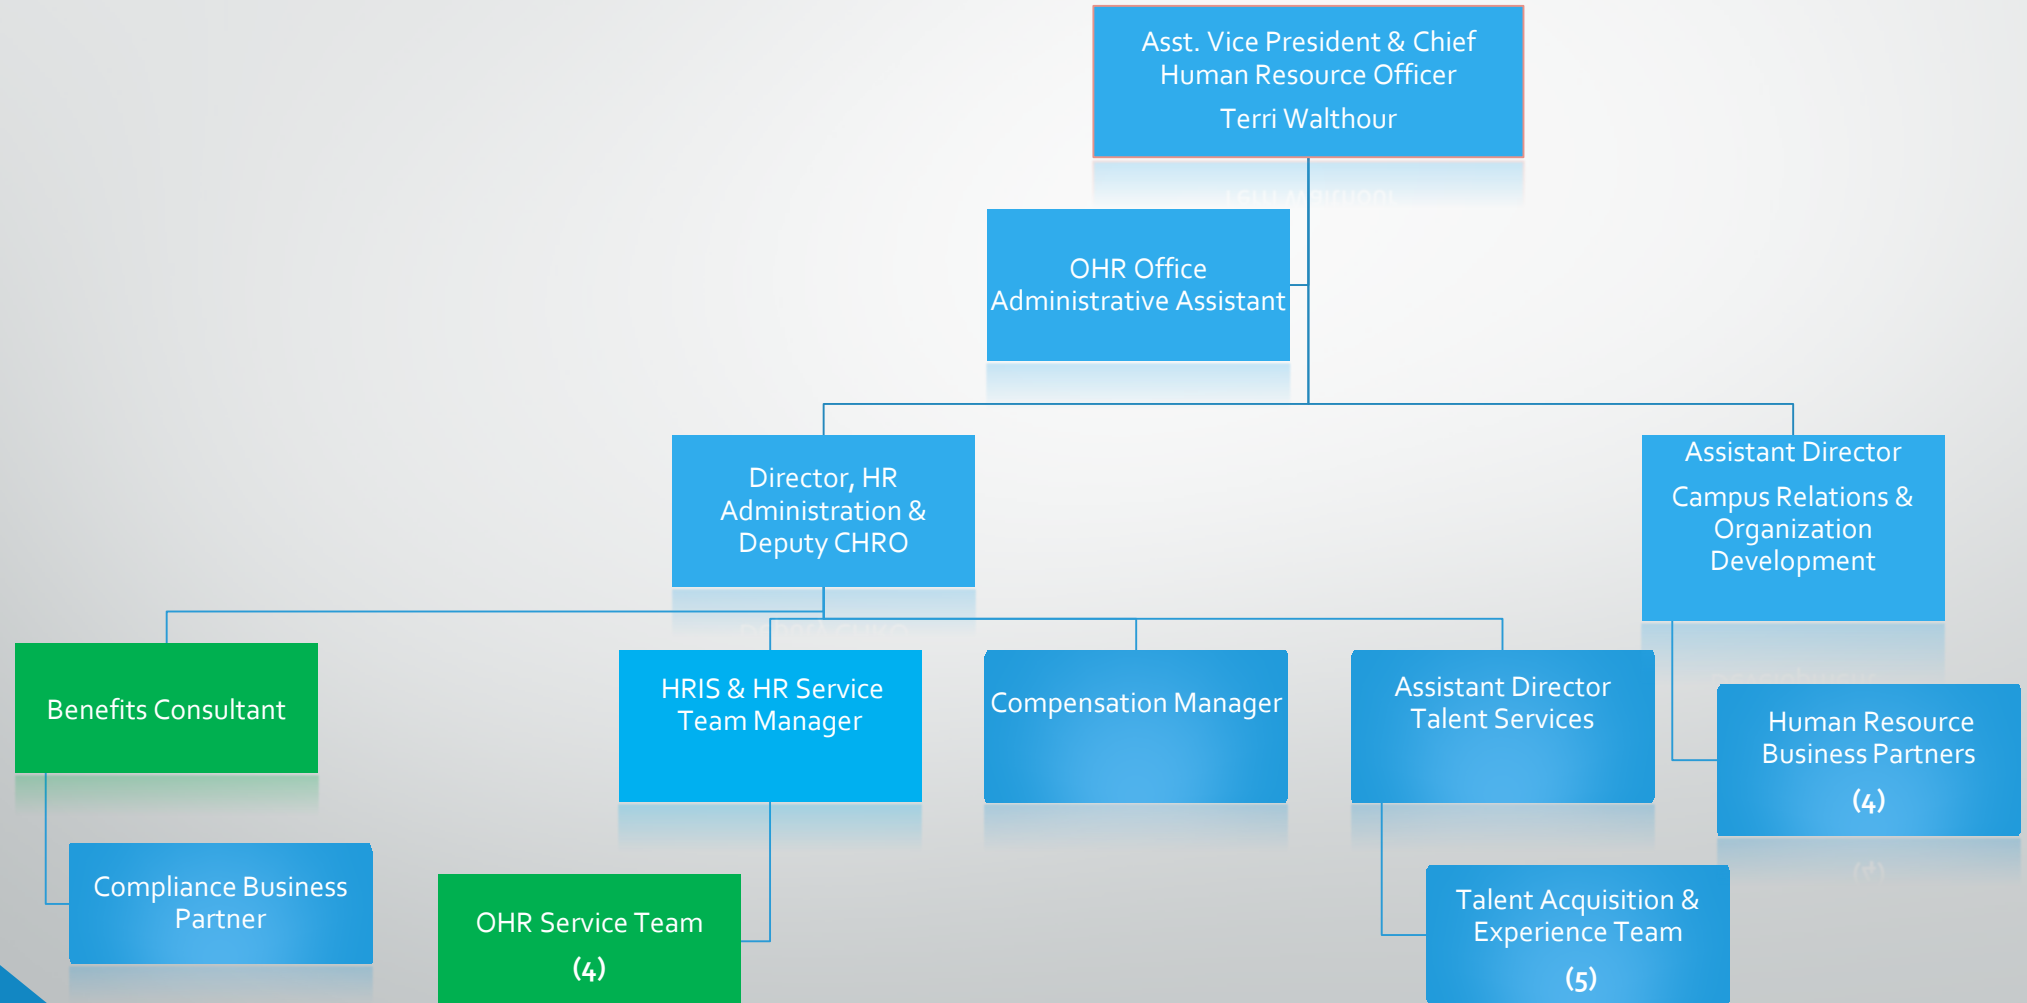 Asst. Vice President & Chief
Human Resource Officer
Terri Walthour
OHR Office
Administrative Assistant
Director, HR
Administration &
Deputy CHRO
Assistant Director
Campus Relations &
Organization
Development
Benefits Consultant
HRIS & HR Service
Team Manager
Compensation Manager
Assistant Director
Talent Services
Human Resource
Business Partners
(4)
Compliance Business
Partner
OHR Service Team
(4)
Talent Acquisition &
Experience Team
(5)